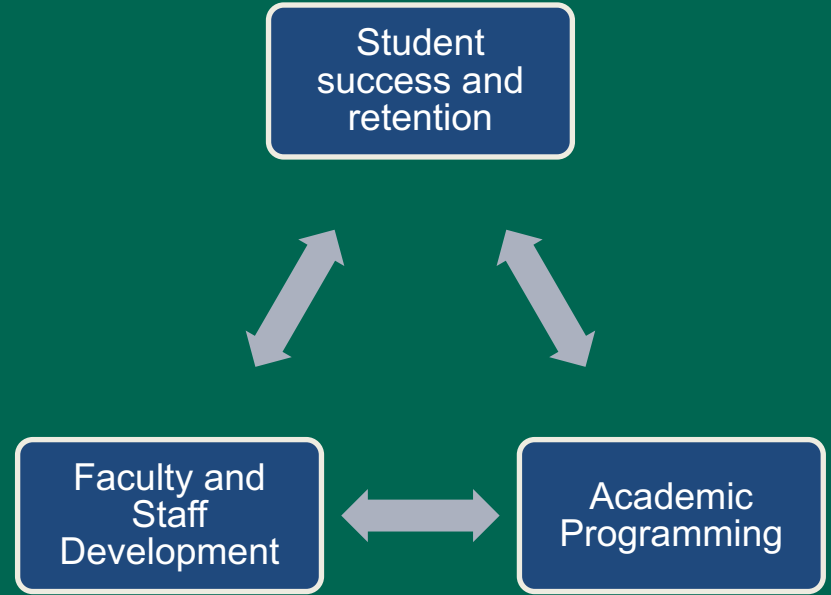 Student
success and
retention
Faculty and
Staff
Development
Academic
Programming